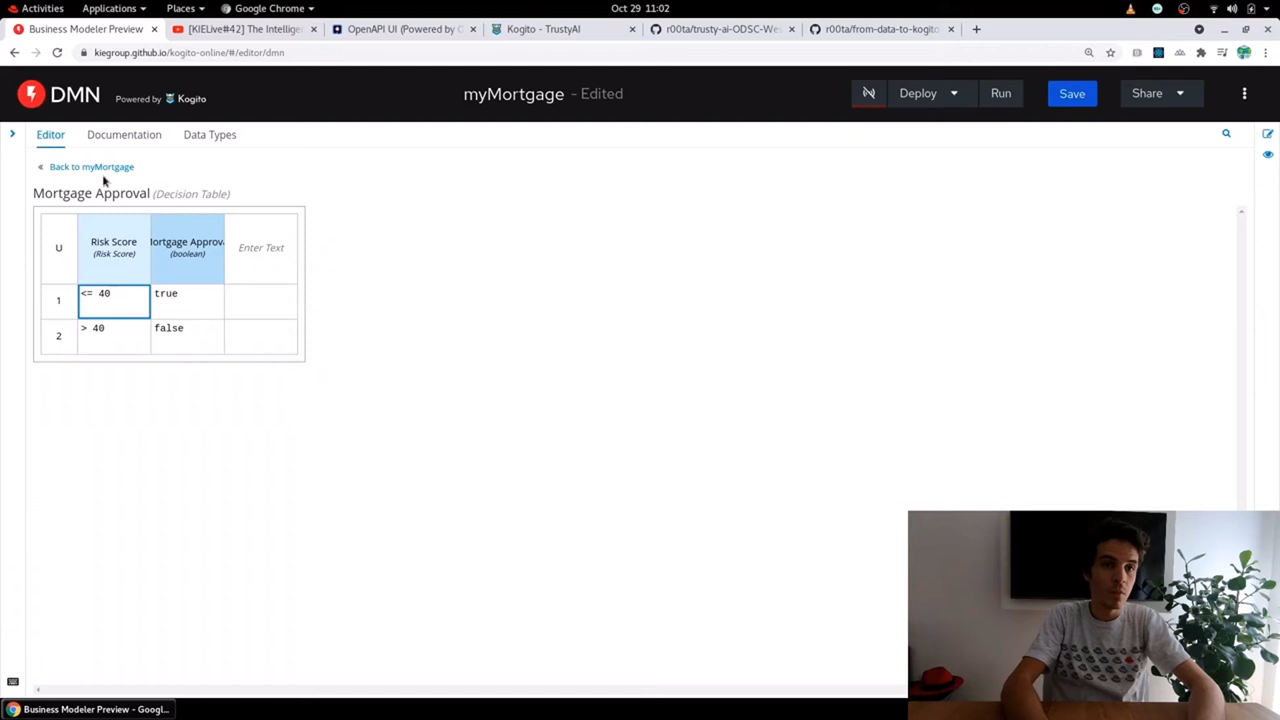 Activities Applications Places Google Chrome Oct 29 11:02
Business Modeler Preview - [KIELive#42] The Intellige OpenAPI UI (Powered by Q Kogito - TrustyAI r00ta/trusty-ai-ODSC-Wes r00ta/from-data-to-kogito
kiegroup.github.io/kogito-online/#/editor/dmn
DMN Powered by Kogito myMortgage - Edited Deploy Run Save Share
Editor Documentation Data Types
« Back to myMortgage
Mortgage Approval (Decision Table)
U Risk Score Mortgage Approva Enter Text
(Risk Score) (boolean)
1 <= 40 true
2 > 40 false
Business Modeler Preview - Googl...